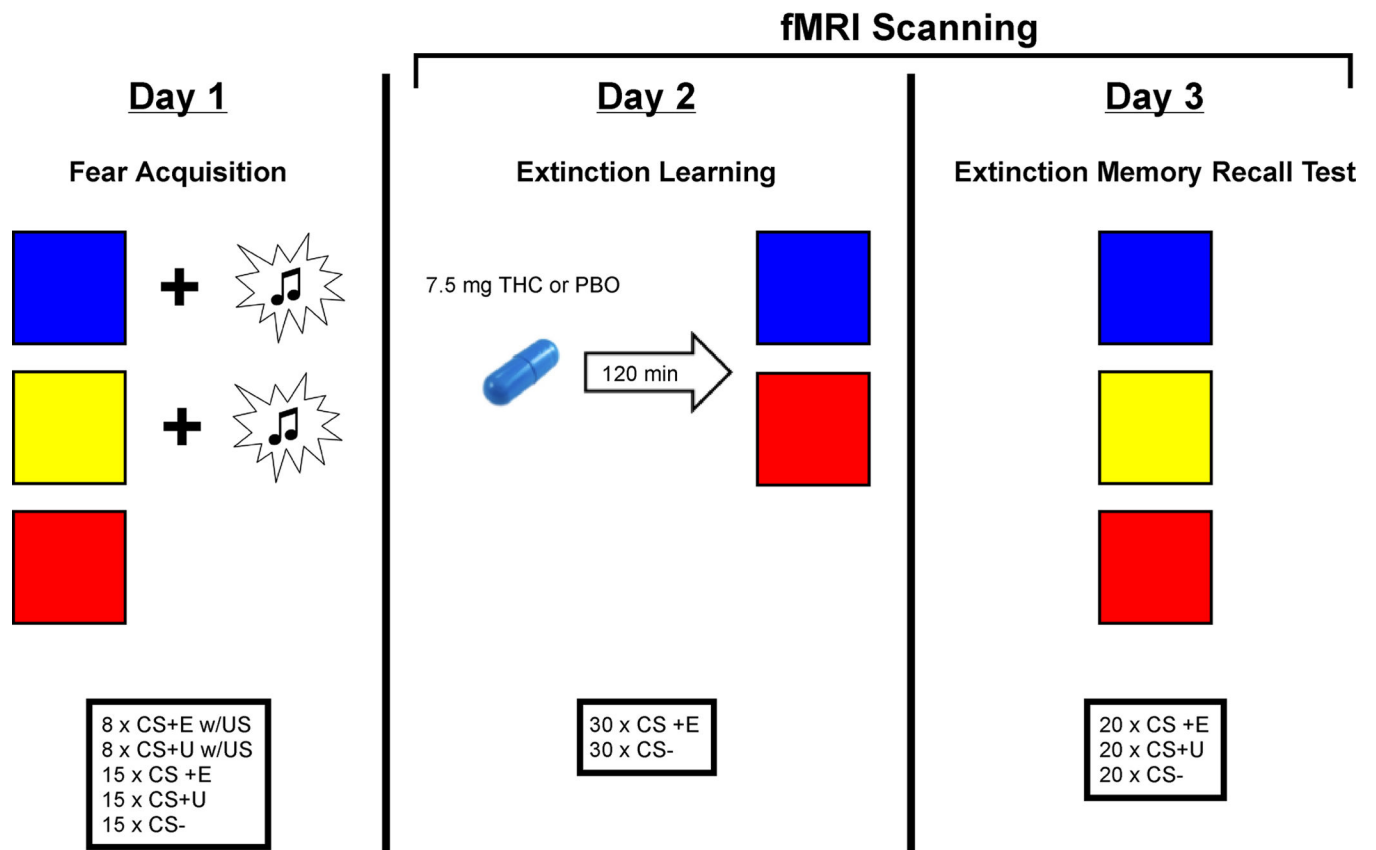 fMRI Scanning
Day 1
Fear Acquisition
8 x CS+E w/US
8 x CS+U w/US
15 x CS +E
15 x CS+U
15 x CS-
Day 2
Extinction Learning
7.5 mg THC or PBO
120 min
30 x CS +E
30 x CS-
Day 3
Extinction Memory Recall Test
20 x CS +E
20 x CS+U
20 x CS-